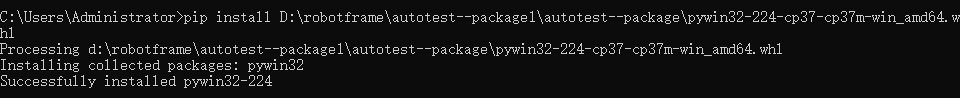 C:\Users\Administrator>pip install D:\robotframe\autotest--package1\autotest--package\pywin32-224-cp37-cp37m-win_amd64.w
hl
Processing d:\robotframe\autotest--package1\autotest--package\pywin32-224-cp37-cp37m-win_amd64.whl
Installing collected packages: pywin32
Successfully installed pywin32-224